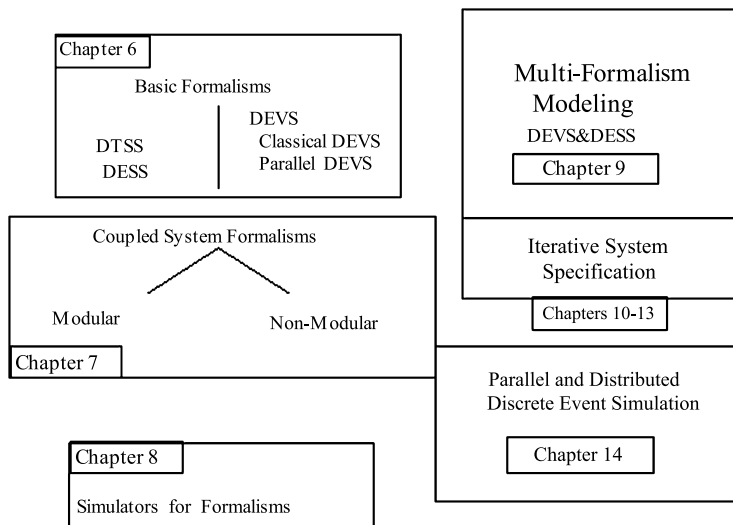 Chapter 6
Basic Formalisms
DTSS
DESS
DEVS
Classical DEVS
Parallel DEVS
Coupled System Formalisms
Modular
Non-Modular
Chapter 7
Chapter 8
Simulators for Formalisms
Multi-Formalism
Modeling
DEVS&DESS
Chapter 9
Iterative System
Specification
Chapters 10-13
Parallel and Distributed
Discrete Event Simulation
Chapter 14